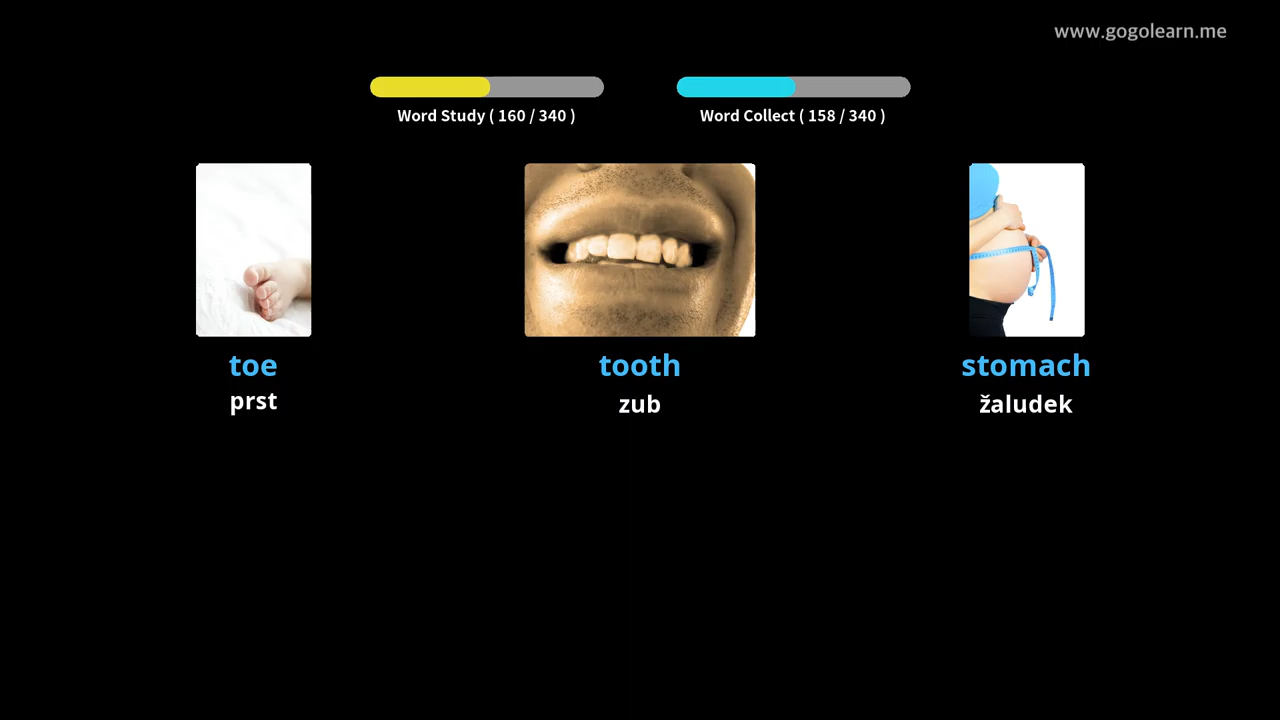 www.gogolearn.me
Word Study ( 160 / 340 )
Word Collect ( 158 / 340 )
toe
prst
tooth
zub
stomach
žaludek